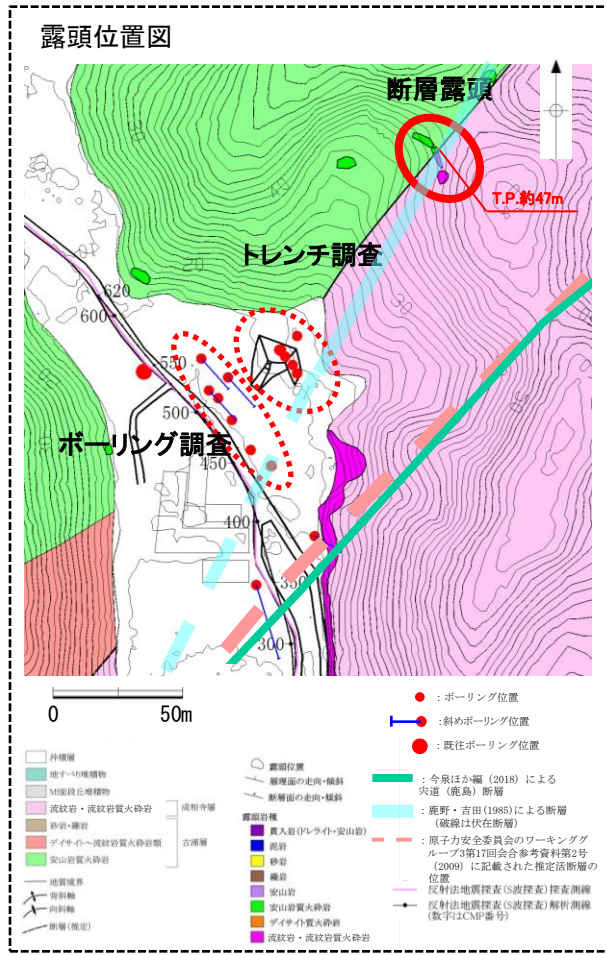 露頭位置図
断層露頭
T.P.約47m
トレンチ調査
620
600
550
500
ボーリング調査
450
400
350
300
0 50m
：ボーリング位置
：斜めボーリング位置
：既往ボーリング位置
：今泉ほか編（2018）による
宍道（鹿島）断層
：鹿野・吉田(1985)による断層
（破線は伏在断層）
：原子力安全委員会のワーキンググ
ループ3第17回会合参考資料第2号
（2009）に記載された推定活断層
の位置
反射法地震探査(S波探査)探査測線
反射法地震探査(S波探査)解析測線
(数字はCMP番号)
沖積層
地すべり堆積物
M1面段丘堆積物
流紋岩・流紋岩質火砕岩
成相寺層
砂岩・礫岩
デイサイト～流紋岩質火砕岩類
古浦層
安山岩質火砕岩
地質境界
背斜軸
向斜軸
断層(推定)
露頭位置
層理面の走向・傾斜
断層面の走向・傾斜
露頭岩種
貫入岩(ドレライト・安山岩)
泥岩
砂岩
礫岩
安山岩
安山岩質火砕岩
デイサイト質火砕岩
流紋岩・流紋岩質火砕岩